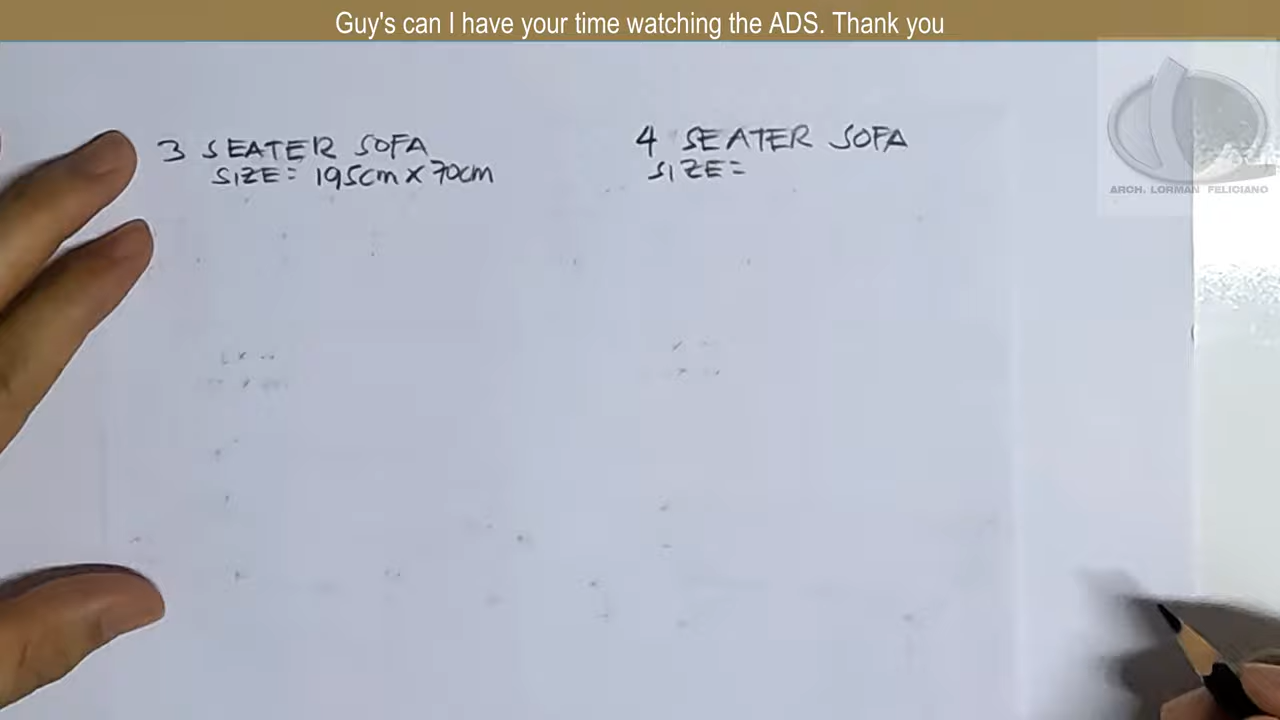 Guy's can I have your time watching the ADS. Thank you
3 SEATER SOFA
SIZE = 195cm x 70cm
4 SEATER SOFA
SIZE =
ARCH. LORMAN FELICIANO